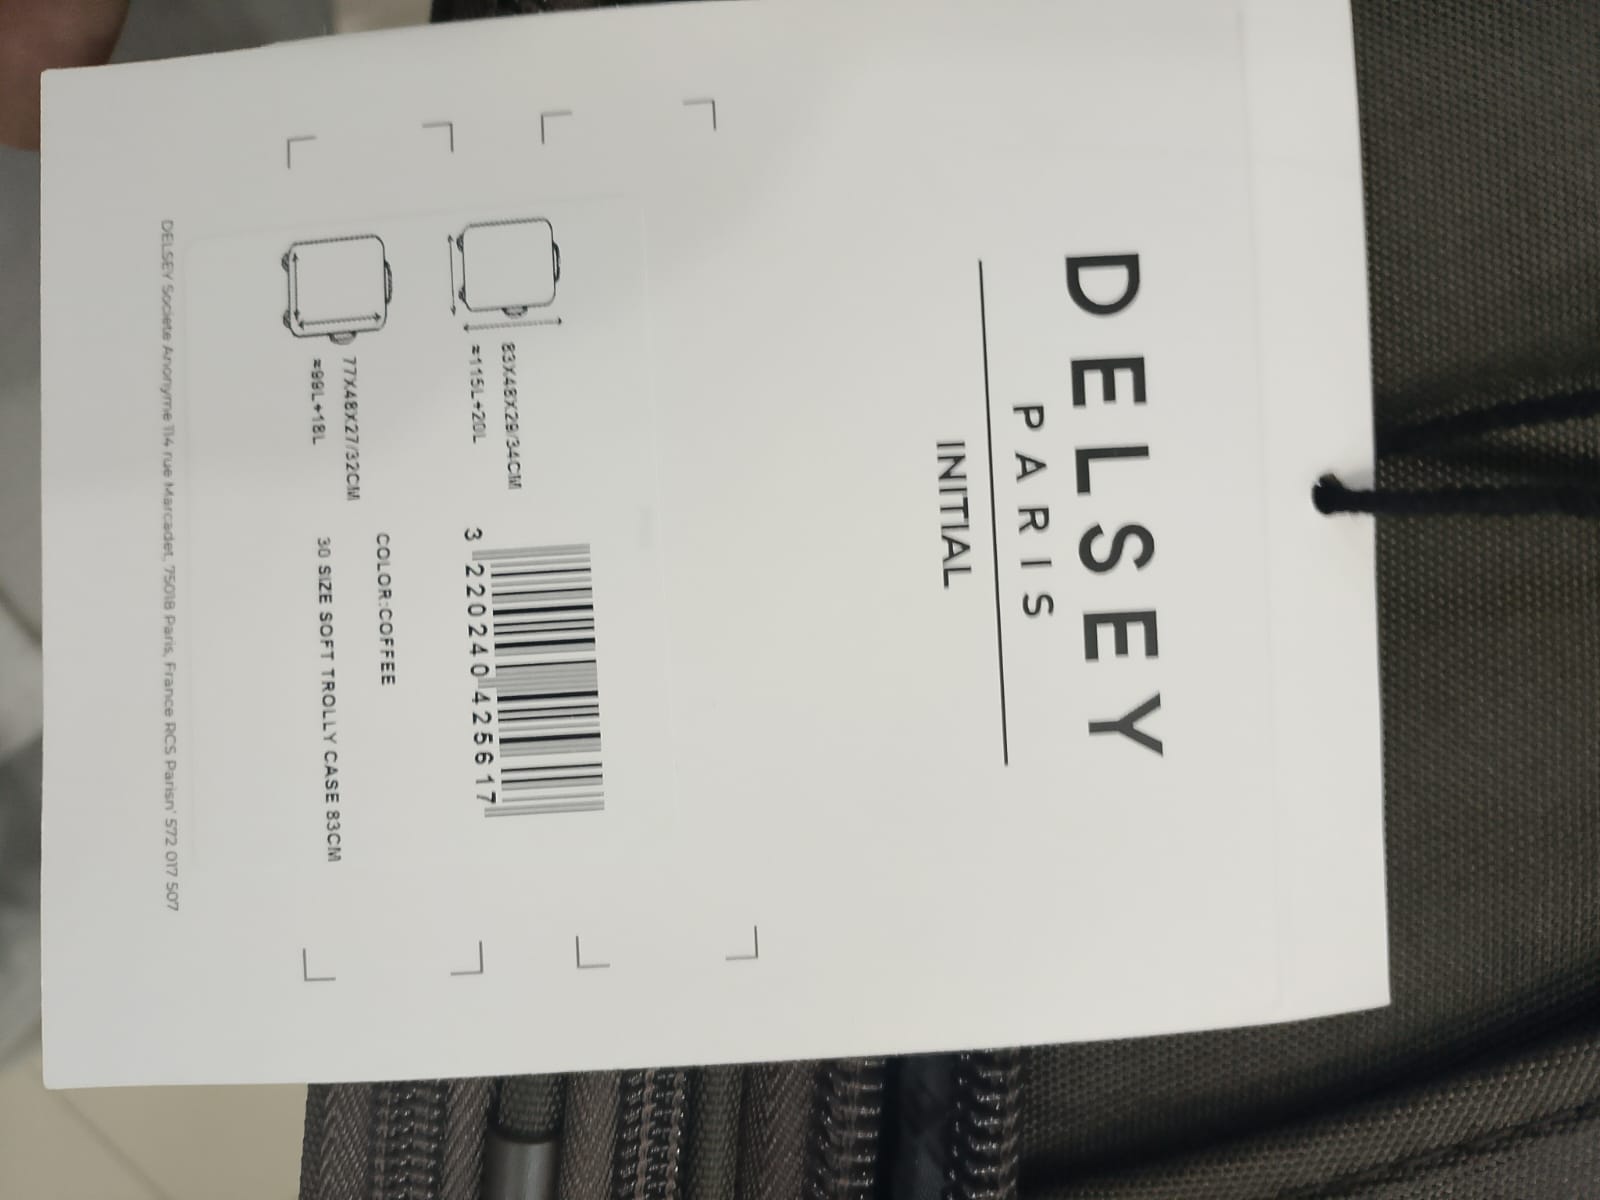 DELSEY
PARIS
INITIAL
83X48X29/34CM
≈115L+20L
3 220240 425617
77X48X27/32CM
≈99L+18L
COLOR:COFFEE
30 SIZE SOFT TROLLY CASE 83CM
DELSEY Societe Anonyme 114 rue Marcadet, 75018 Paris, France RCS Parisn' 572 017 507